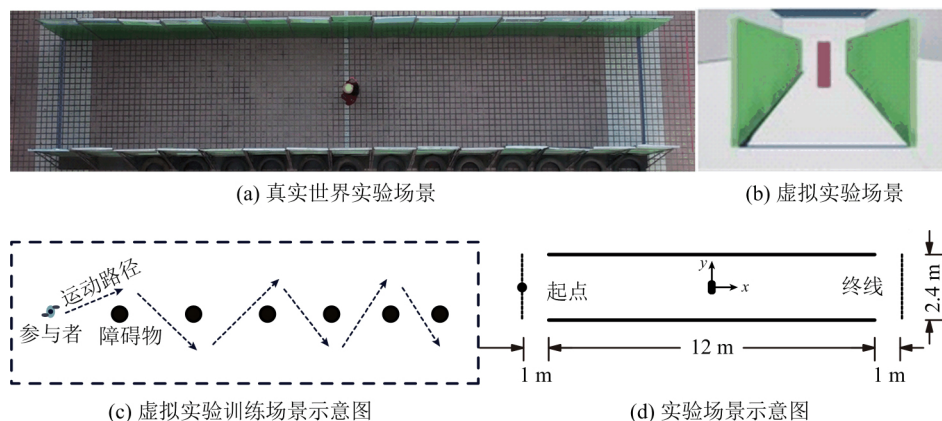 (a) 真实世界实验场景
(b) 虚拟实验场景
运动路径
参与者
障碍物
(c) 虚拟实验训练场景示意图
起点
y
x
终线
2.4 m
12 m
1 m
1 m
(d) 实验场景示意图